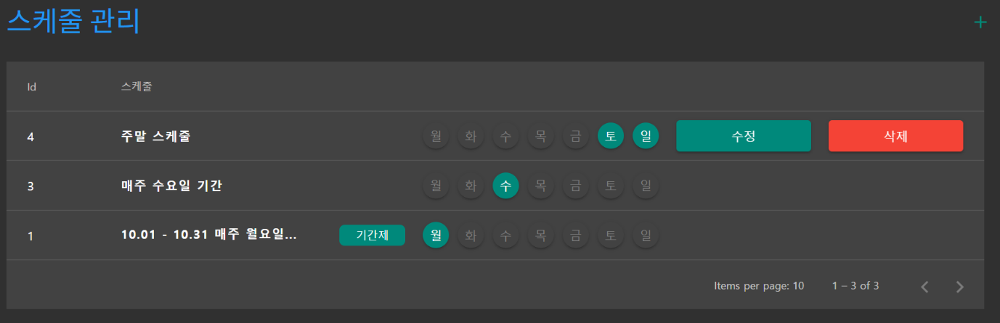 스케줄 관리 +
Id 스케줄
4 주말 스케줄 월 화 수 목 금 토 일 수정 삭제
3 매주 수요일 기간 월 화 수 목 금 토 일
1 10.01 - 10.31 매주 월요일... 기간제 월 화 수 목 금 토 일
Items per page: 10 1 – 3 of 3